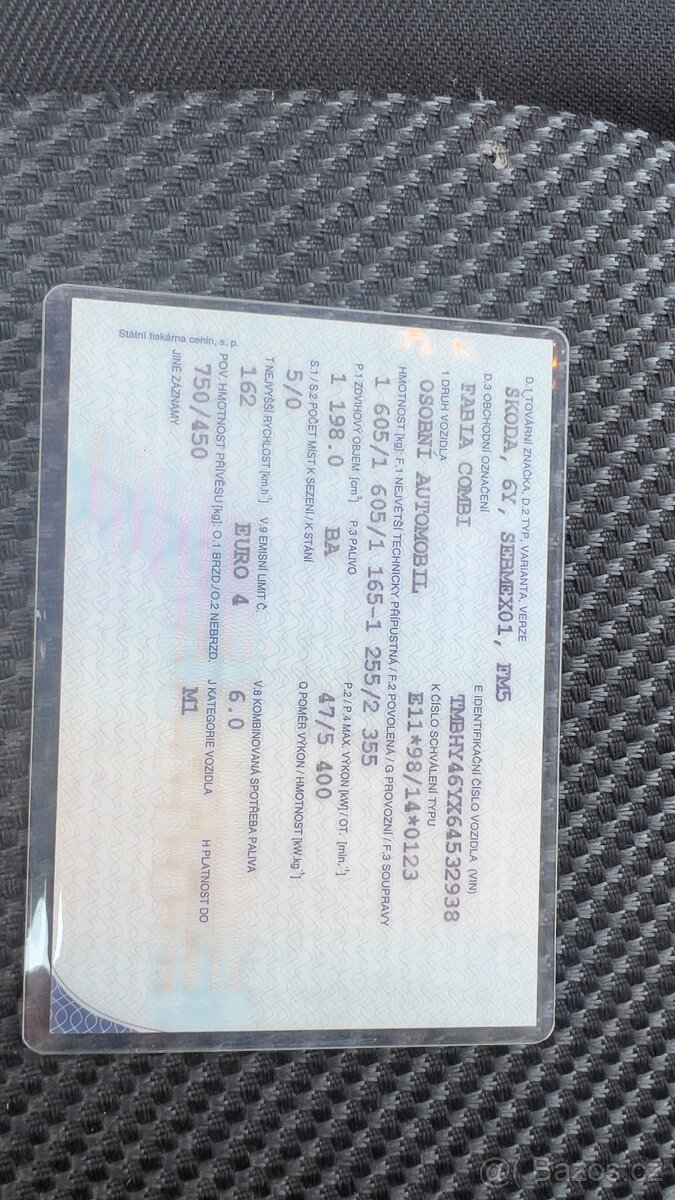 D.1 TOVÁRNÍ ZNAČKA, D.2 TYP, VARIANTA, VERZE
ŠKODA, 6Y, SEBMEX01, FM5
D.3 OBCHODNÍ OZNAČENÍ E IDENTIFIKAČNÍ ČÍSLO VOZIDLA (VIN)
FABIA COMBI TMBHY46YX64532938
1 DRUH VOZIDLA K ČÍSLO SCHVÁLENÍ TYPU
OSOBNÍ AUTOMOBIL E11*98/14*0123
HMOTNOST [kg]: F.1 NEJVĚTŠÍ TECHNICKY PŘÍPUSTNÁ / F.2 POVOLENÁ / G PROVOZNÍ / F.3 SOUPRAVY
1 605/1 605/1 165-1 255/2 355
P.1 ZDVIHOVÝ OBJEM [cm³] P.3 PALIVO P.2 / P.4 MAX. VÝKON [kW] / OT. [min.⁻¹]
1 198.0 BA 47/5 400
S.1 / S.2 POČET MÍST K SEZENÍ / K STÁNÍ Q POMĚR VÝKON / HMOTNOST [kW.kg⁻¹]
5/0
T NEJVYŠŠÍ RYCHLOST [km.h⁻¹] V.9 EMISNÍ LIMIT Č. V.8 KOMBINOVANÁ SPOTŘEBA PALIVA
162 EURO 4 6.0
POV. HMOTNOST PŘÍVĚSU [kg]: O.1 BRZD./O.2 NEBRZD. J KATEGORIE VOZIDLA H PLATNOST DO
750/450 M1
JINÉ ZÁZNAMY
Státní tiskárna cenin, s. p.
@ Bazos.cz